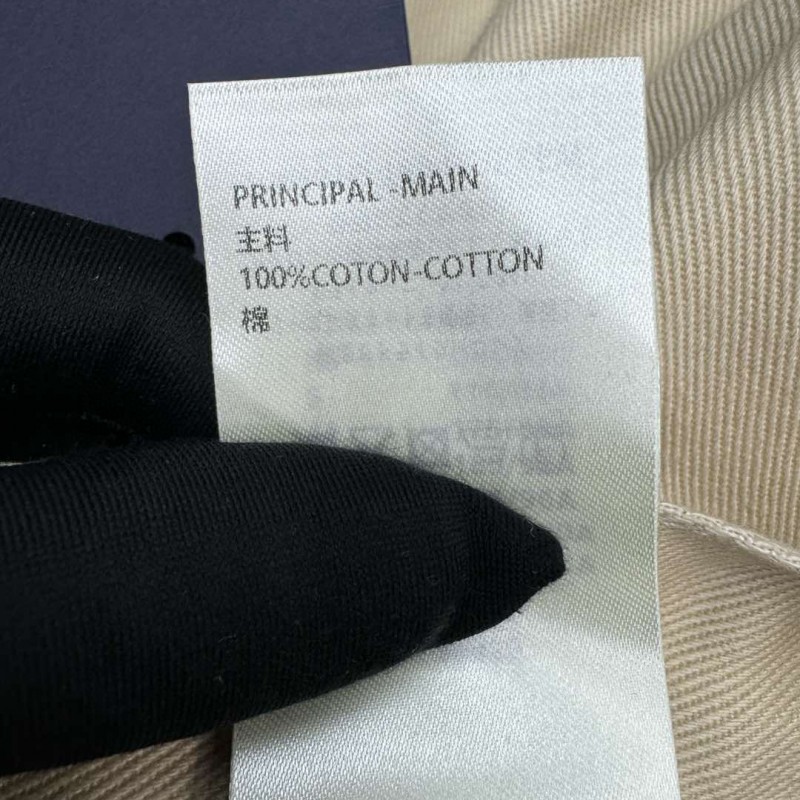 PRINCIPAL -MAIN
主料
100%COTON-COTTON
棉